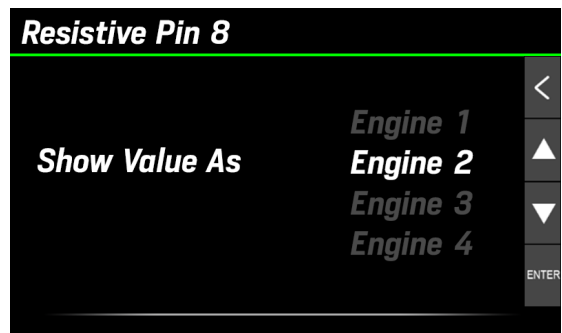 Resistive Pin 8
Engine 1
Show Value As
Engine 2
Engine 3
Engine 4
ENTER